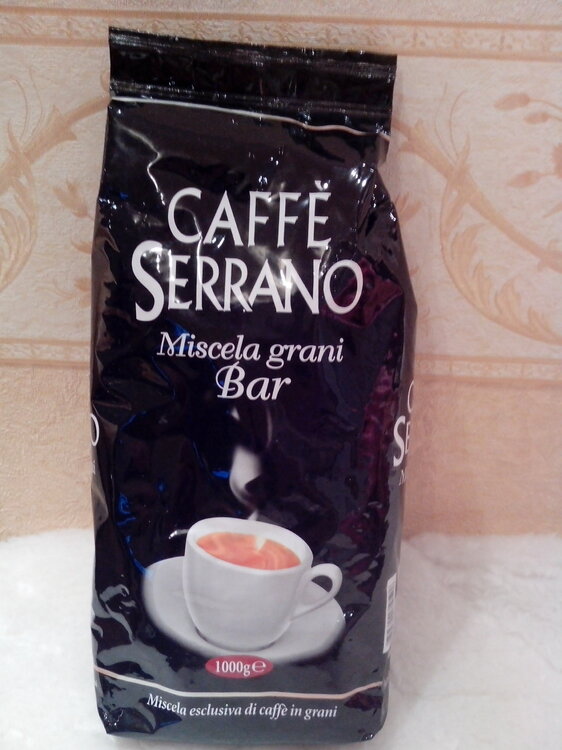 CAFFÈ
SERRANO
Miscela grani
Bar
1000g℮
Miscela esclusiva di caffè in grani